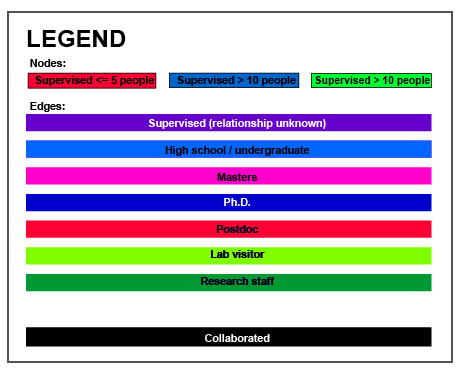 LEGEND
Nodes:
Supervised <= 5 people
Supervised > 10 people
Supervised > 10 people
Edges:
Supervised (relationship unknown)
High school / undergraduate
Masters
Ph.D.
Postdoc
Lab visitor
Research staff
Collaborated